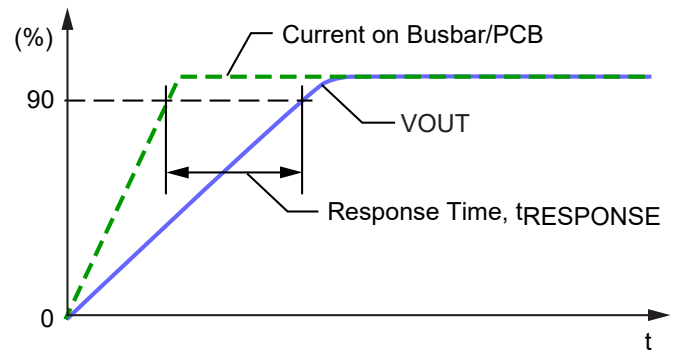 (%)
Current on Busbar/PCB
90
VOUT
Response Time, tRESPONSE
0
t